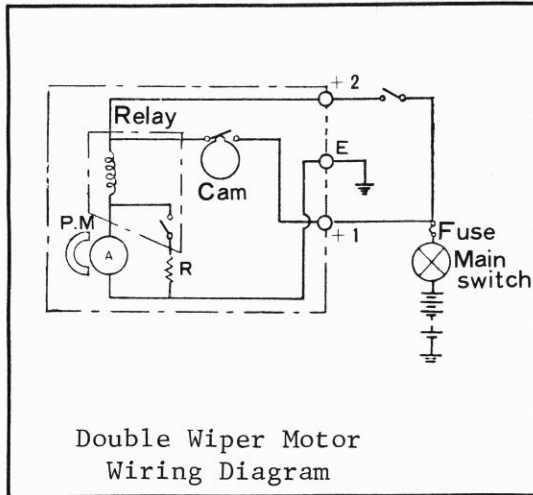 +2
Relay
E
Cam
P.M
+1
Fuse
A
R
Main
switch
Double Wiper Motor
Wiring Diagram